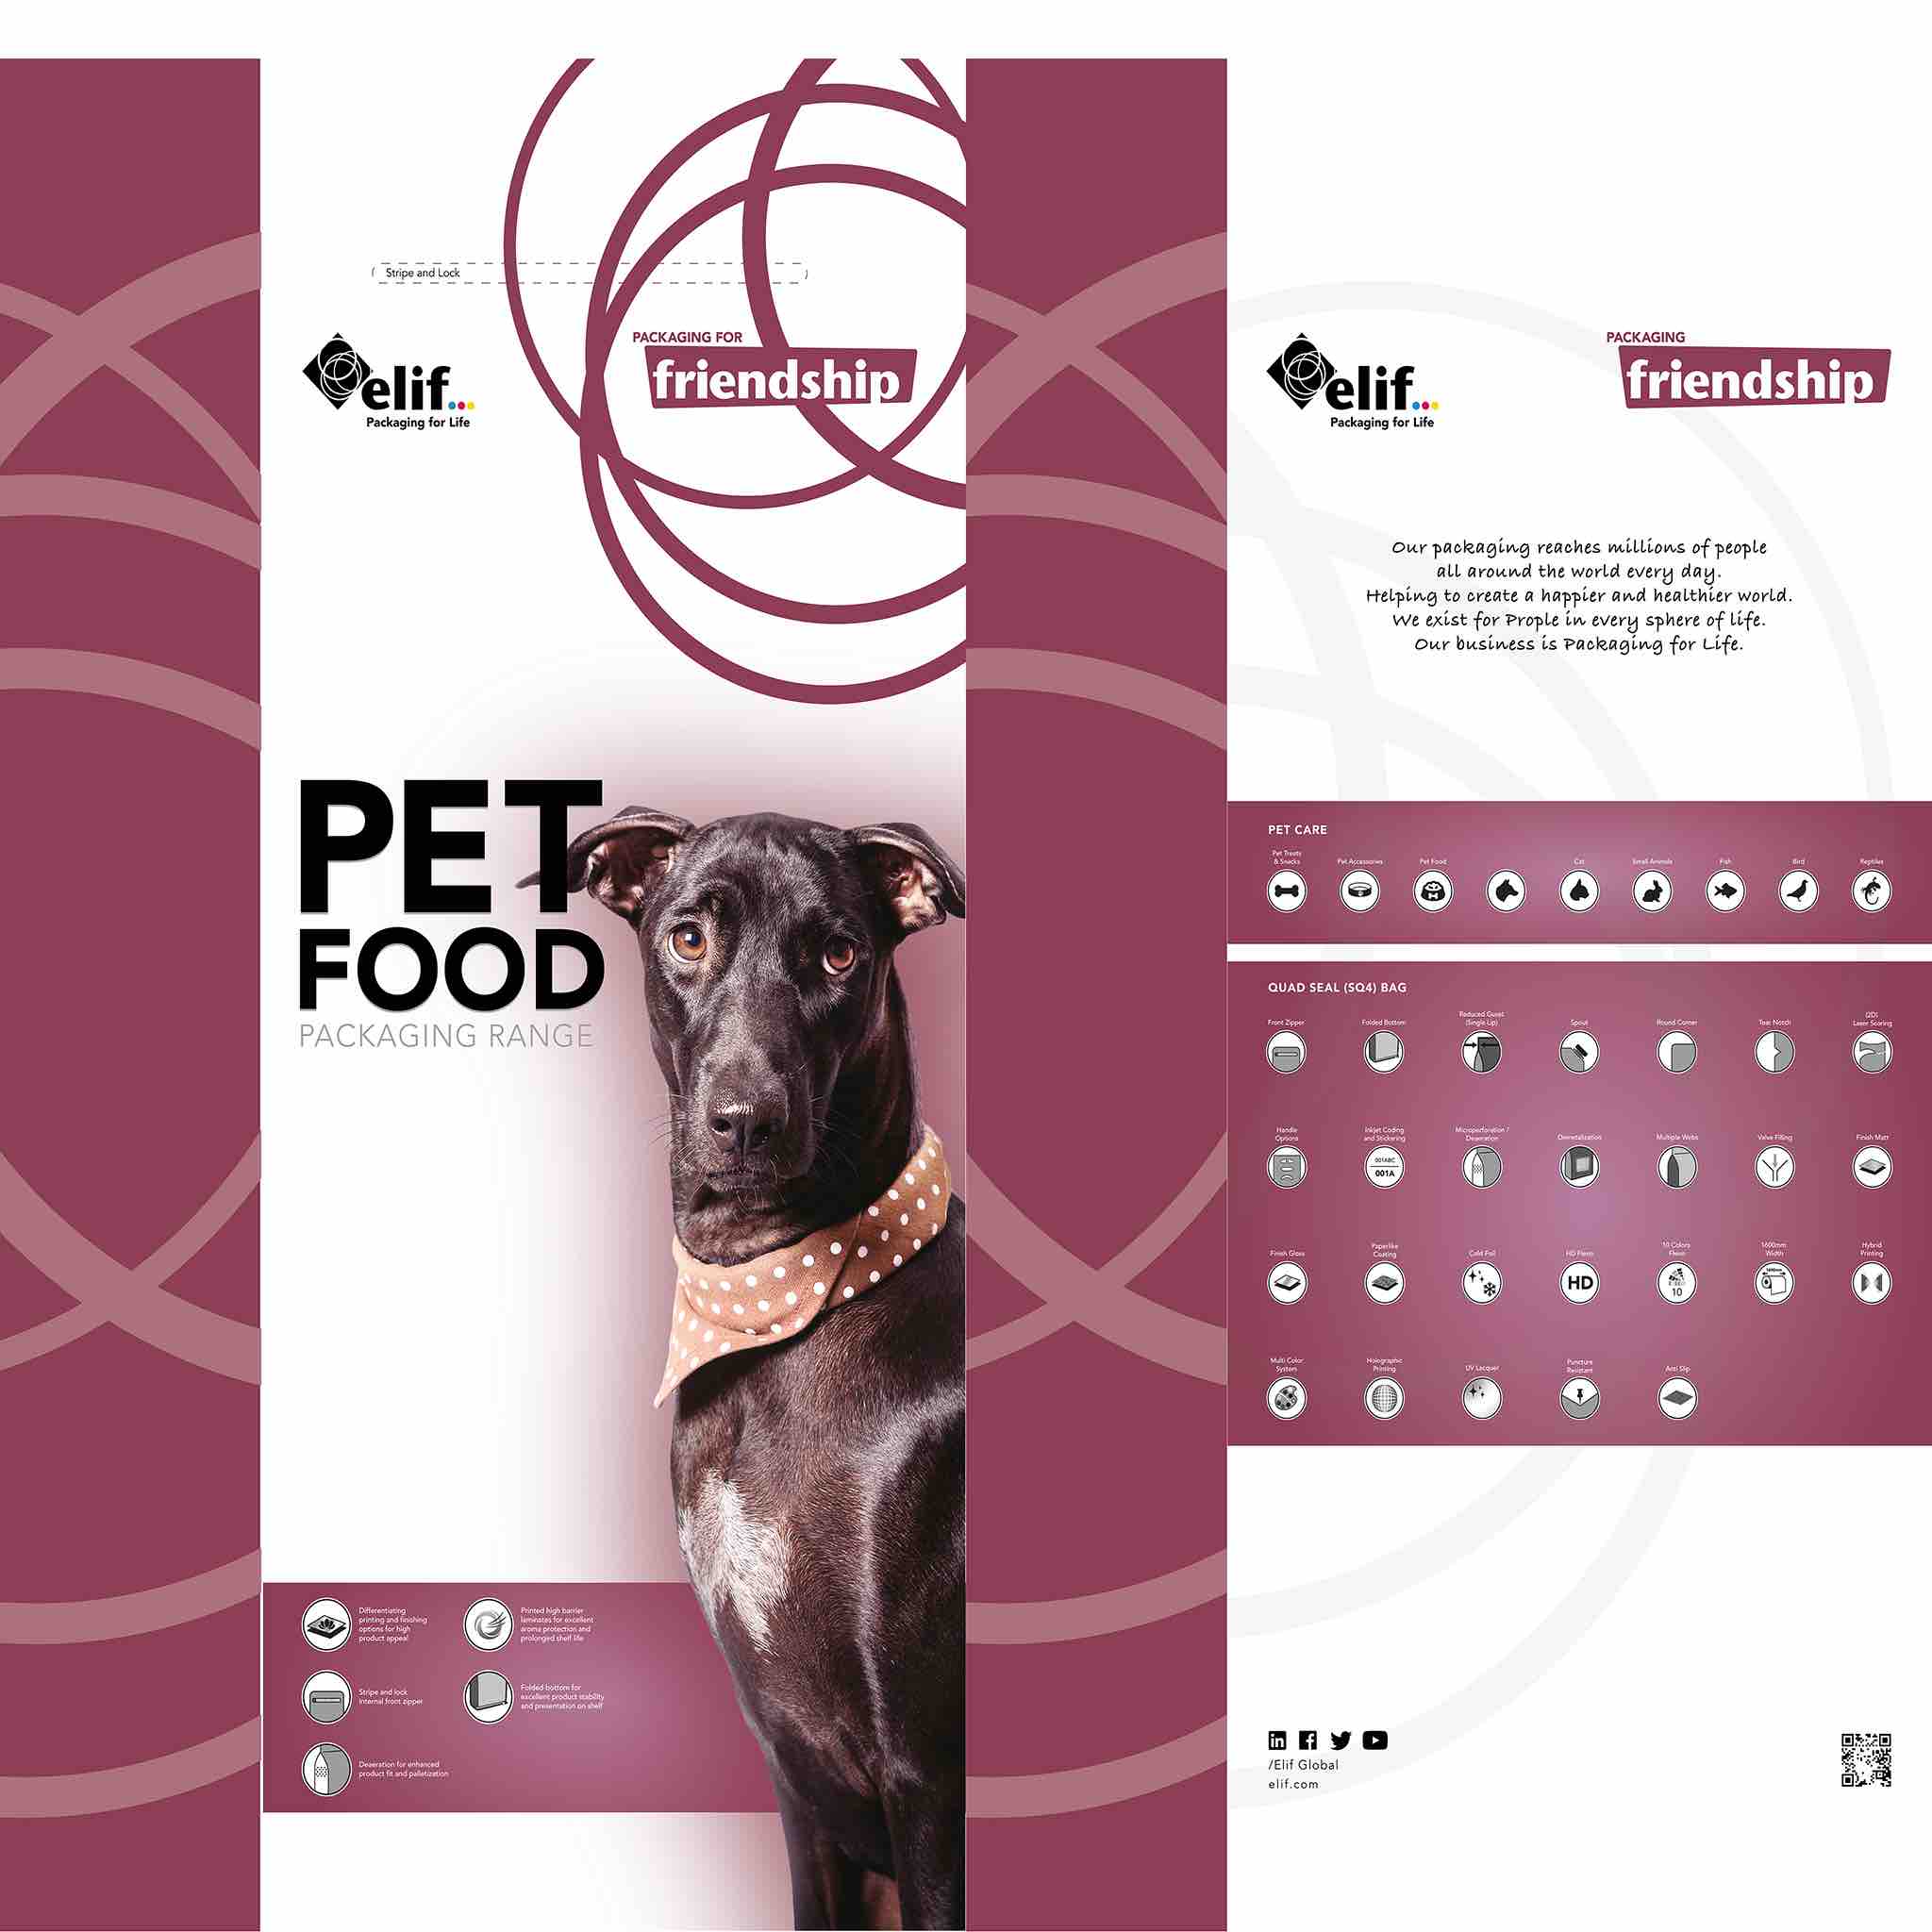 Stripe and Lock
elif...
Packaging for Life
PACKAGING FOR
friendship
PET
FOOD
PACKAGING RANGE
Differentiating
printing and finishing
options for high
product appeal
Printed high barrier
laminates for excellent
aroma protection and
prolonged shelf life
Stripe and lock
internal front zipper
Folded bottom for
excellent product stability
and presentation on shelf
Deaeration for enhanced
product fit and palletization
elif...
Packaging for Life
PACKAGING
friendship
Our packaging reaches millions of people
all around the world every day.
Helping to create a happier and healthier world.
We exist for Prople in every sphere of life.
Our business is Packaging for Life.
PET CARE
Pet Treats
& Snacks
Pet Accessories
Pet Food
Cat
Small Animals
Fish
Bird
Reptiles
QUAD SEAL (SQ4) BAG
Front Zipper
Folded Bottom
Reduced Gusset
(Single Lip)
Spout
Round Corner
Tear Notch
(2D)
Laser Scoring
Handle
Options
Inkjet Coding
and Stickering
001ABC
001A
Microperforation /
Deaeration
Demetalization
Multiple Webs
Valve Filling
Finish Matt
Finish Gloss
Paperlike
Coating
Cold Foil
HD Flexo
HD
10 Colors
Flexo
10
1600mm
Width
1600mm
Hybrid
Printing
Multi Color
System
Holographic
Printing
UV Lacquer
Puncture
Resistant
Anti Slip
/Elif Global
elif.com